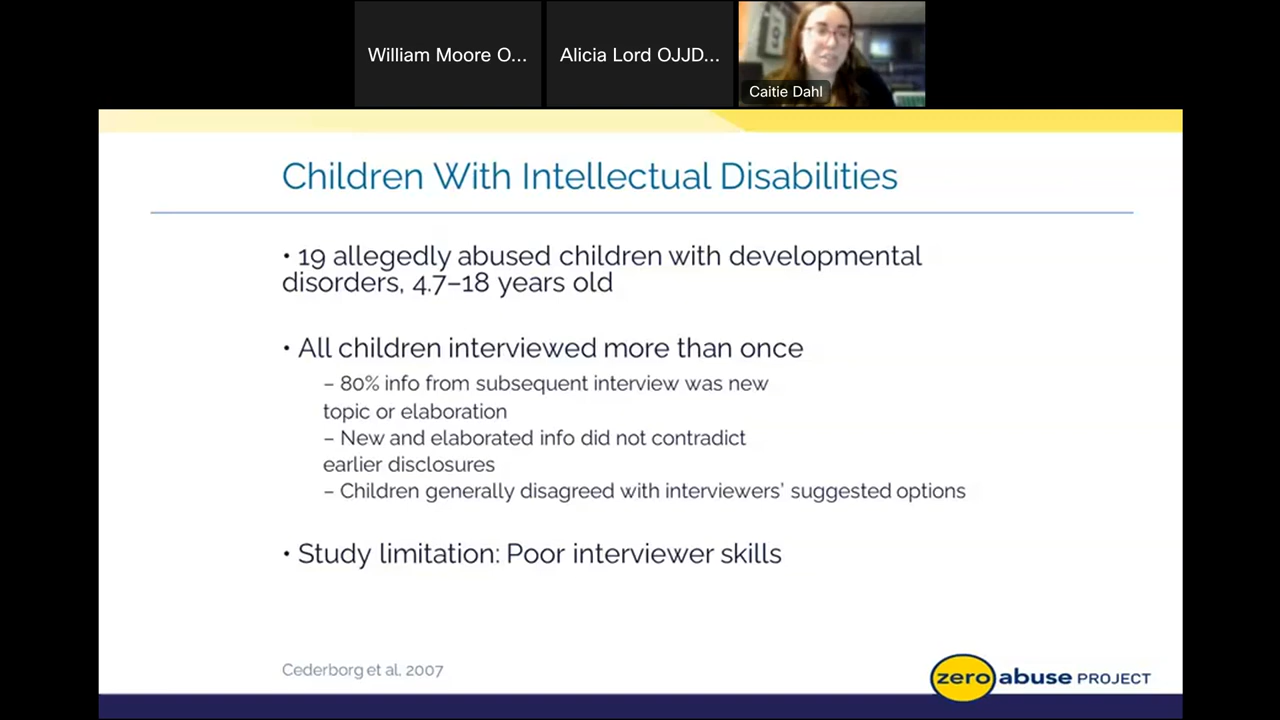 William Moore O...
Alicia Lord OJJD...
Caitie Dahl
Children With Intellectual Disabilities
• 19 allegedly abused children with developmental
disorders, 4.7–18 years old
• All children interviewed more than once
– 80% info from subsequent interview was new
topic or elaboration
– New and elaborated info did not contradict
earlier disclosures
– Children generally disagreed with interviewers' suggested options
• Study limitation: Poor interviewer skills
Cederborg et al, 2007
zero abuse PROJECT